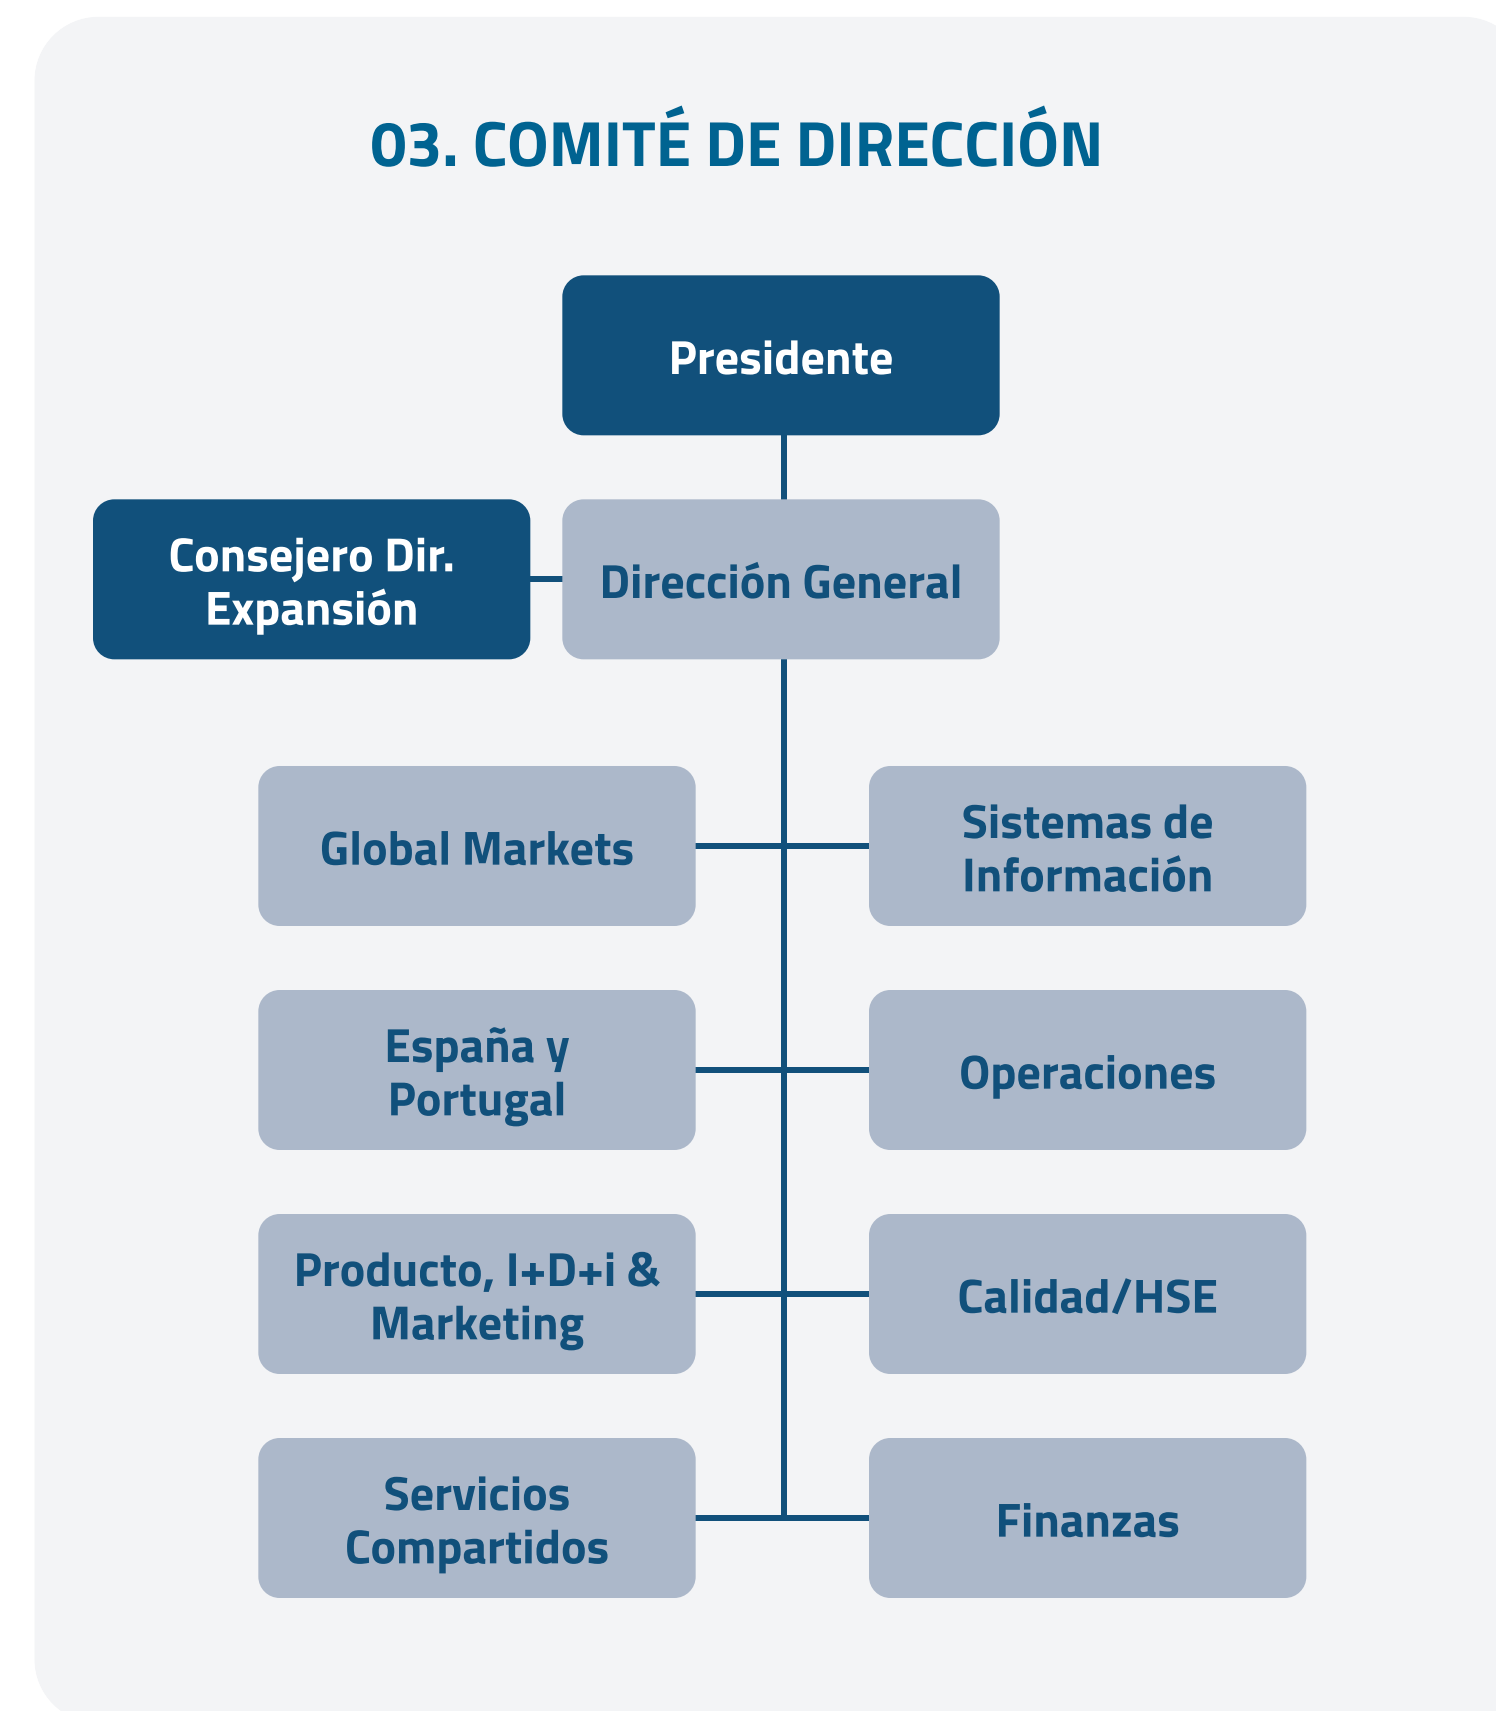 03. COMITÉ DE DIRECCIÓN
Presidente
Consejero Dir.
Expansión
Dirección General
Global Markets
Sistemas de
Información
España y
Portugal
Operaciones
Producto, I+D+i &
Marketing
Calidad/HSE
Servicios
Compartidos
Finanzas